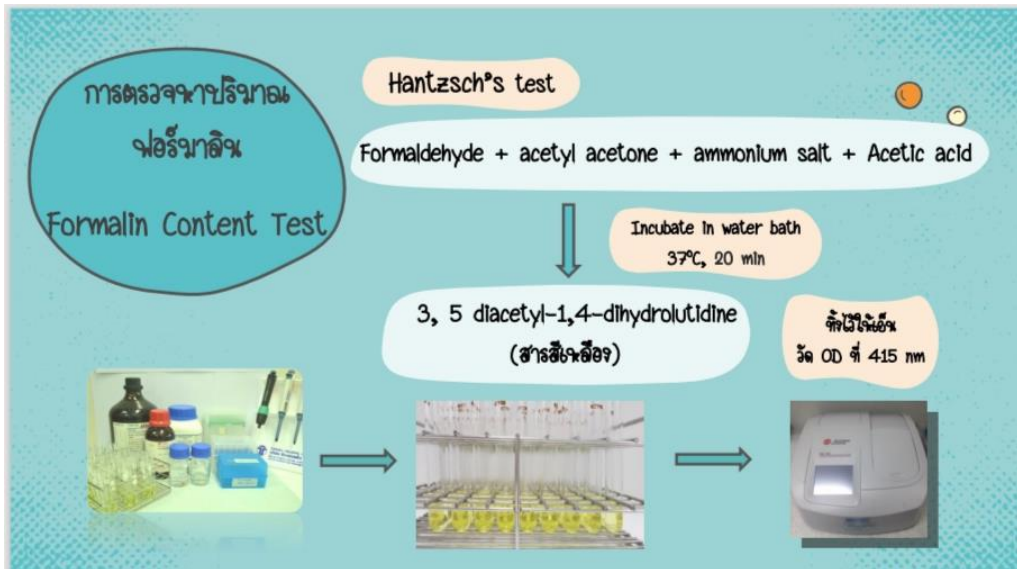 การตรวจหาปริมาณ
ฟอร์มาลิน
Formalin Content Test
Hantzsch's test
Formaldehyde + acetyl acetone + ammonium salt + Acetic acid
Incubate in water bath
37°C, 20 min
3, 5 diacetyl-1,4-dihydrolutidine
(สารสีเหลือง)
ทิ้งไว้ให้เย็น
วัด OD ที่ 415 nm